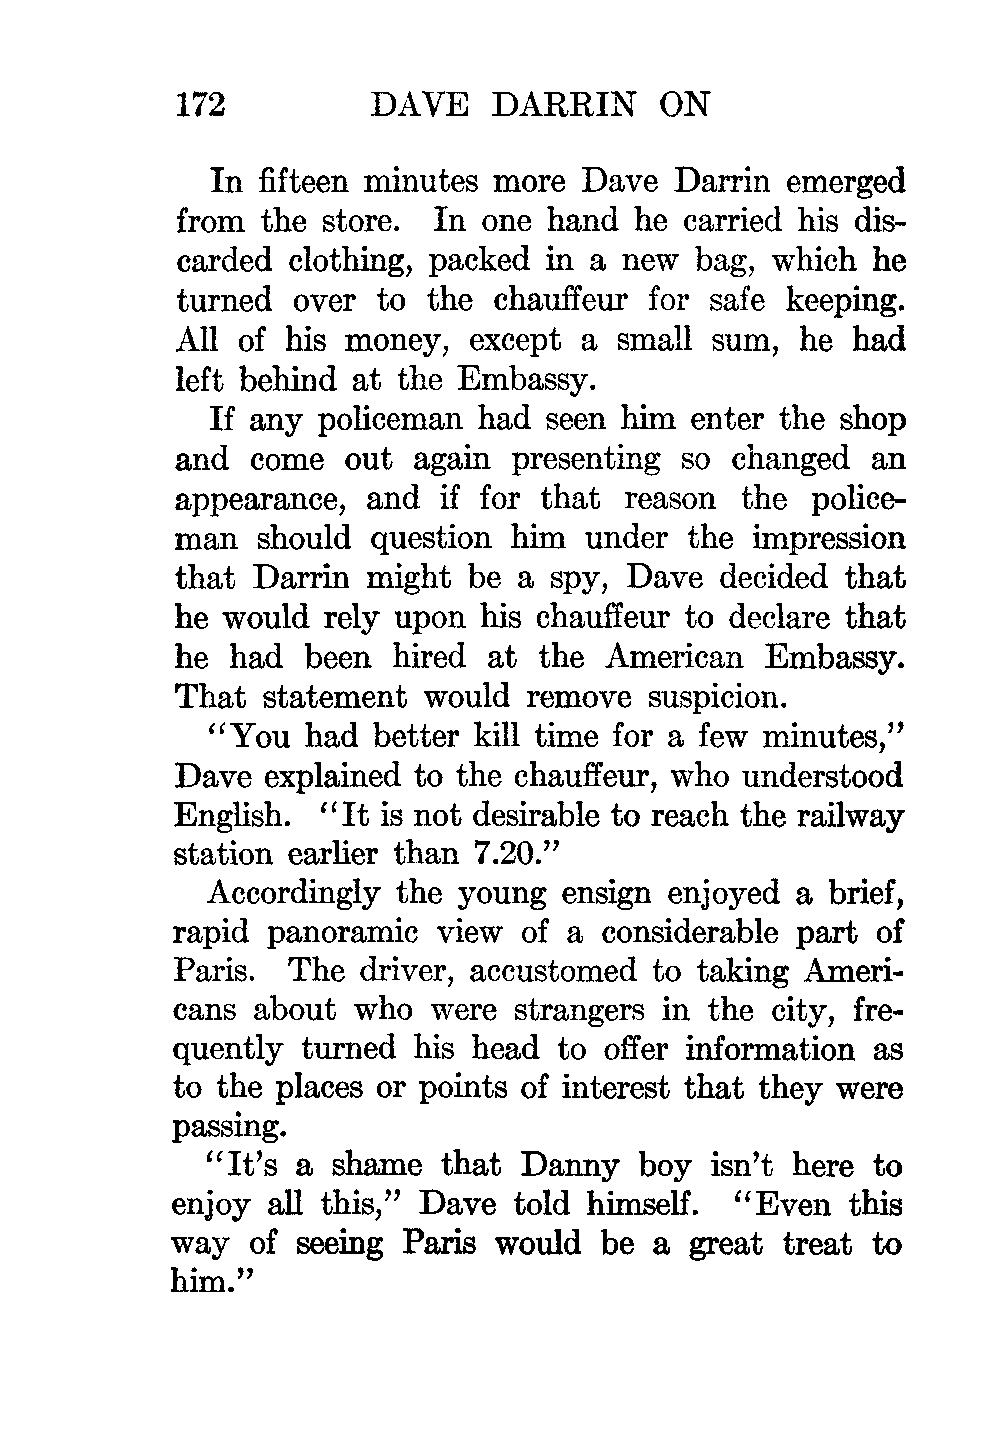 172 DAVE DARRIN ON
In fifteen minutes more Dave Darrin emerged
from the store. In one hand he carried his dis-
carded clothing, packed in a new bag, which he
turned over to the chauffeur for safe keeping.
All of his money, except a small sum, he had
left behind at the Embassy.
If any policeman had seen him enter the shop
and come out again presenting so changed an
appearance, and if for that reason the police-
man should question him under the impression
that Darrin might be a spy, Dave decided that
he would rely upon his chauffeur to declare that
he had been hired at the American Embassy.
That statement would remove suspicion.
“You had better kill time for a few minutes,”
Dave explained to the chauffeur, who understood
English. “It is not desirable to reach the railway
station earlier than 7.20.”
Accordingly the young ensign enjoyed a brief,
rapid panoramic view of a considerable part of
Paris. The driver, accustomed to taking Ameri-
cans about who were strangers in the city, fre-
quently turned his head to offer information as
to the places or points of interest that they were
passing.
“It’s a shame that Danny boy isn’t here to
enjoy all this,” Dave told himself. “Even this
way of seeing Paris would be a great treat to
him.”